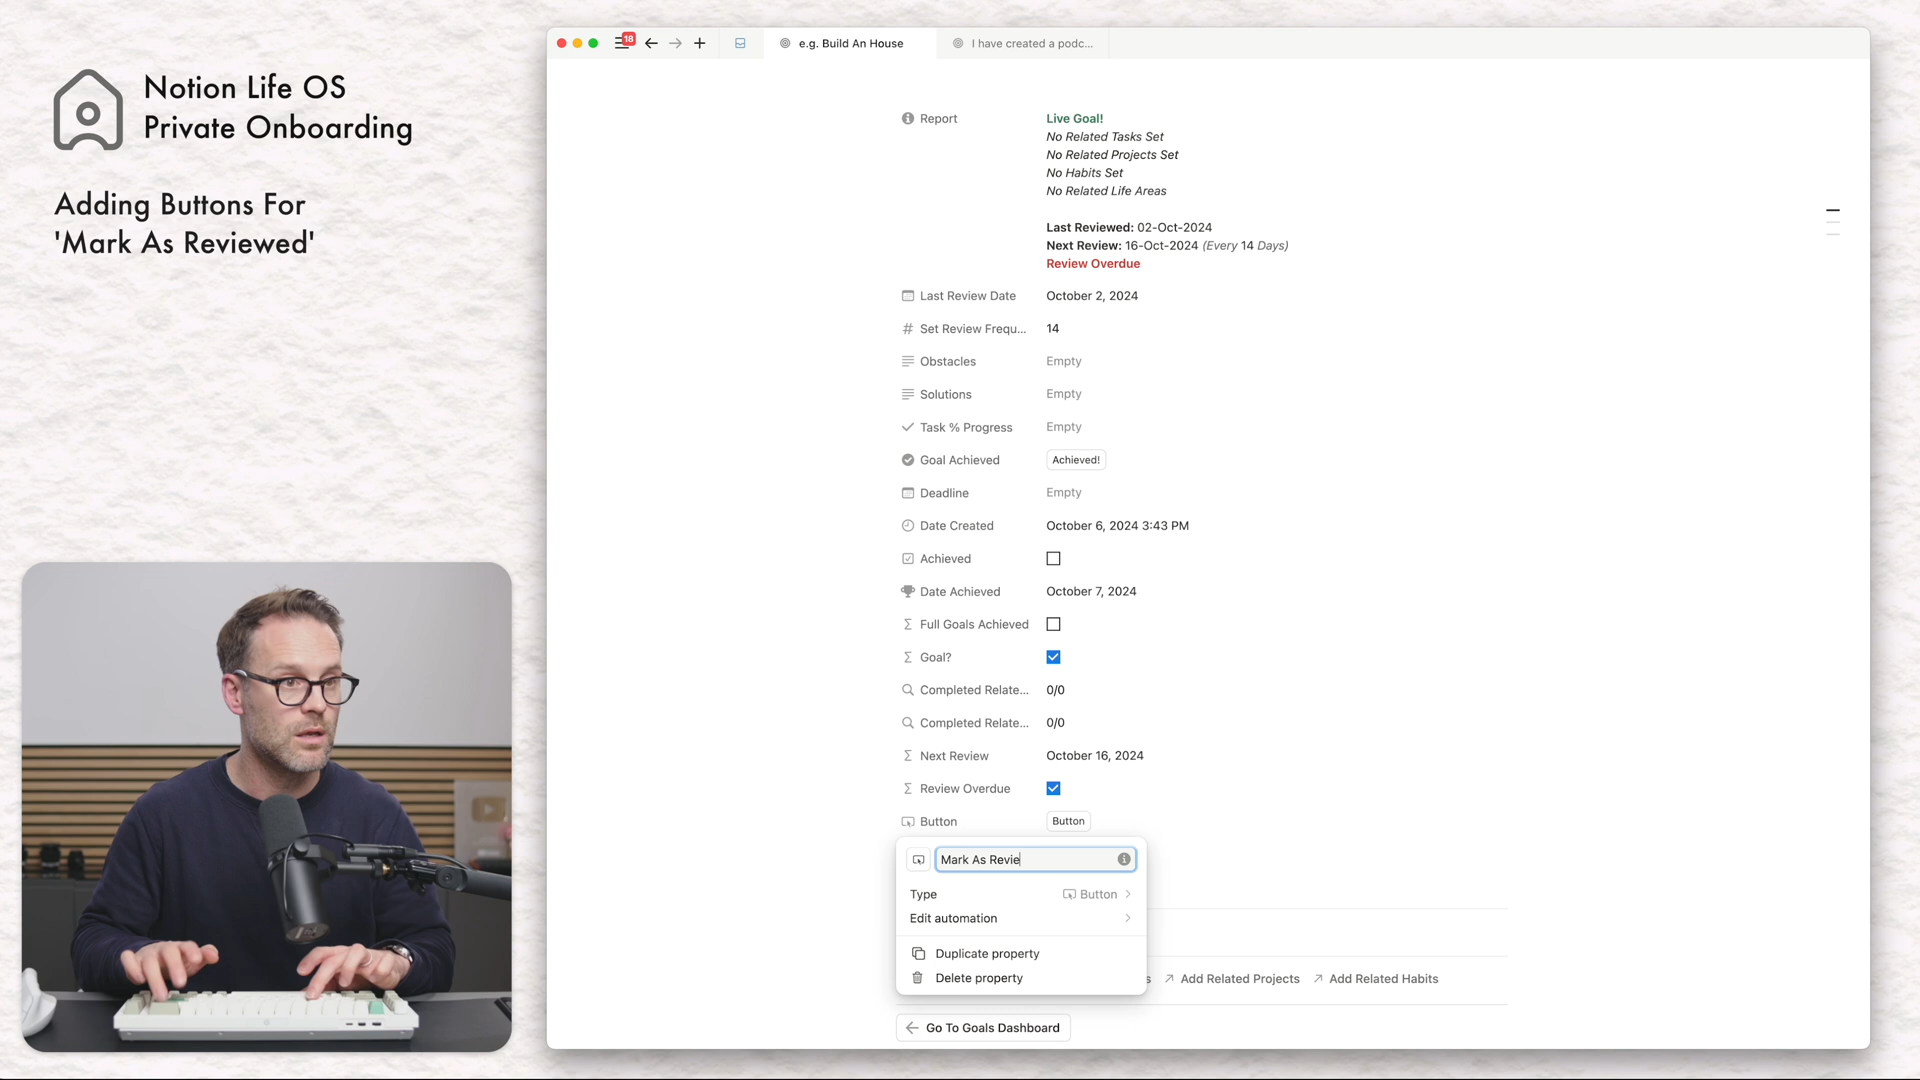 Notion Life OS
Private Onboarding
Adding Buttons For
'Mark As Reviewed'
18
e.g. Build An House
I have created a podc...
Report
Live Goal!
No Related Tasks Set
No Related Projects Set
No Habits Set
No Related Life Areas
Last Reviewed: 02-Oct-2024
Next Review: 16-Oct-2024 (Every 14 Days)
Review Overdue
Last Review Date October 2, 2024
Set Review Frequ... 14
Obstacles Empty
Solutions Empty
Task % Progress Empty
Goal Achieved Achieved!
Deadline Empty
Date Created October 6, 2024 3:43 PM
Achieved
Date Achieved October 7, 2024
Full Goals Achieved
Goal?
Completed Relate... 0/0
Completed Relate... 0/0
Next Review October 16, 2024
Review Overdue
Button Button
Mark As Revie
Type Button
Edit automation
Duplicate property
Delete property
s Add Related Projects Add Related Habits
Go To Goals Dashboard